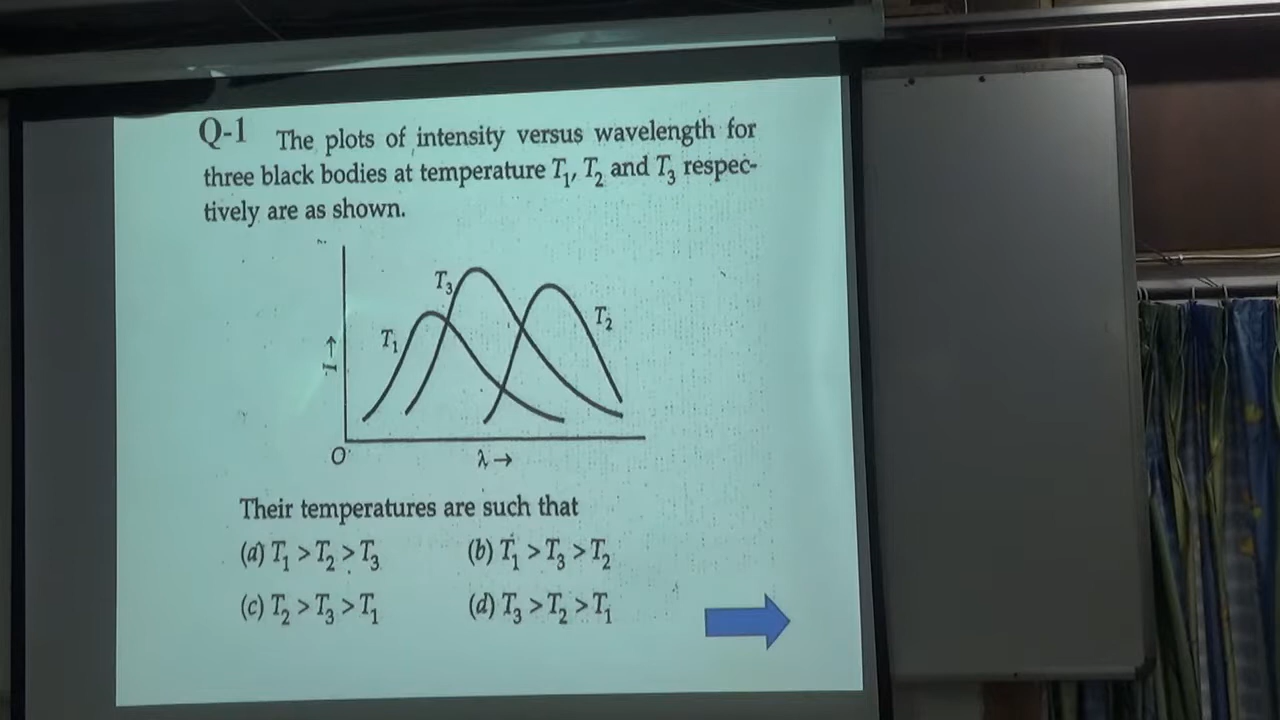 Q-1 The plots of intensity versus wavelength for
three black bodies at temperature T₁, T₂ and T₃ respec-
tively are as shown.
T₃
T₂
T₁
I→
O
λ→
Their temperatures are such that
(a) T₁ > T₂ > T₃ (b) T₁ > T₃ > T₂
(c) T₂ > T₃ > T₁ (d) T₃ > T₂ > T₁